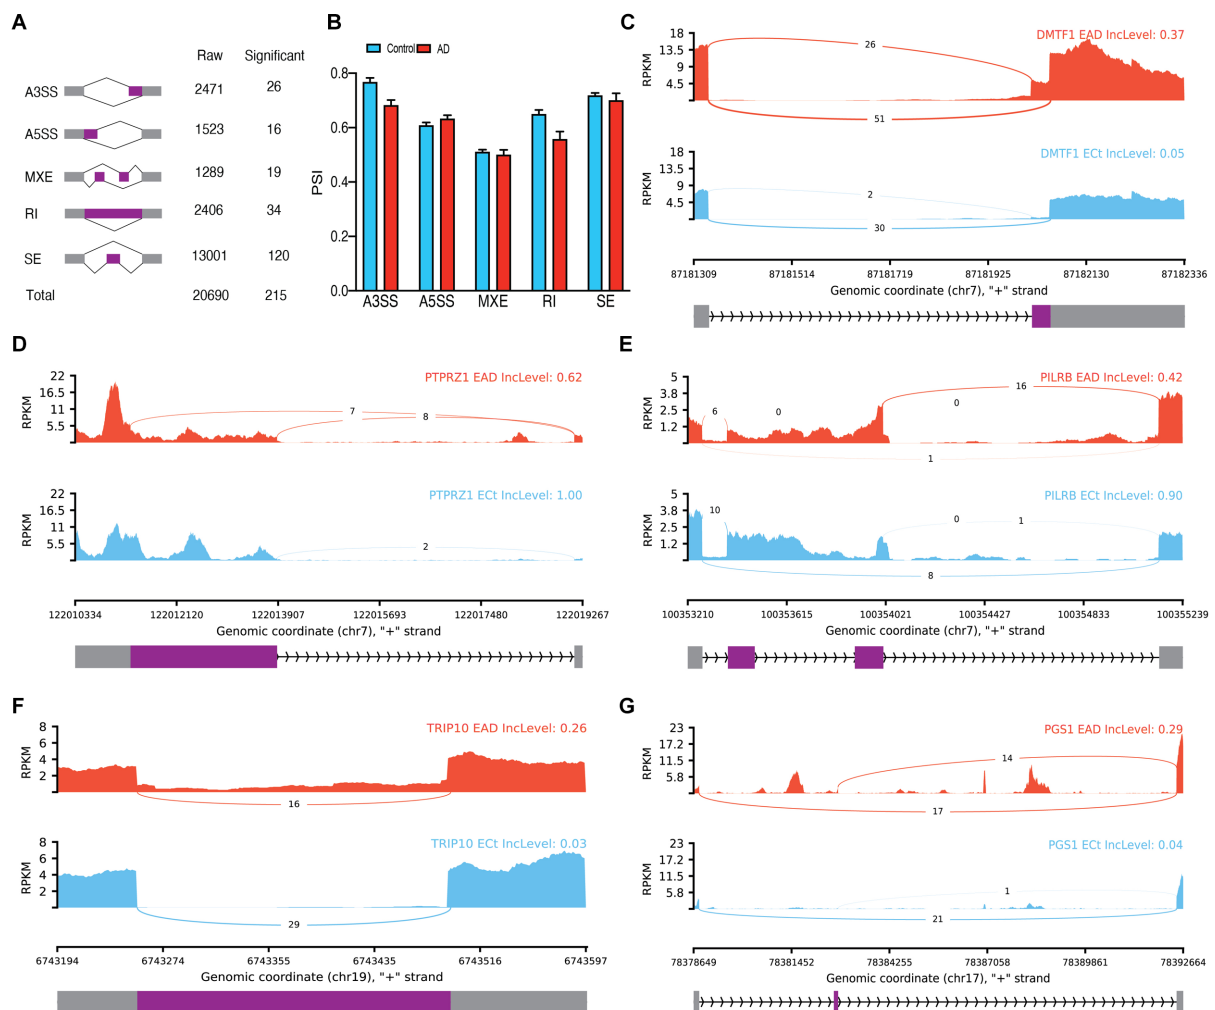 A
Raw Significant
A3SS 2471 26
A5SS 1523 16
MXE 1289 19
RI 2406 34
SE 13001 120
Total 20690 215
B
Control AD
PSI
0.8
0.6
0.4
0.2
0.0
A3SS A5SS MXE RI SE
C
DMTF1 EAD IncLevel: 0.37
RPKM
18
13.5
9
4.5
26
51
DMTF1 ECt IncLevel: 0.05
RPKM
18
13.5
9
4.5
2
30
87181309 87181514 87181719 87181925 87182130 87182336
Genomic coordinate (chr7), "+" strand
D
PTPRZ1 EAD IncLevel: 0.62
RPKM
22
16.5
11
5.5
7
8
PTPRZ1 ECt IncLevel: 1.00
RPKM
22
16.5
11
5.5
2
122010334 122012120 122013907 122015693 122017480 122019267
Genomic coordinate (chr7), "+" strand
E
PILRB EAD IncLevel: 0.42
RPKM
5
3.8
2.5
1.2
6
0
0
16
1
PILRB ECt IncLevel: 0.90
RPKM
5
3.8
2.5
1.2
10
0
1
8
100353210 100353615 100354021 100354427 100354833 100355239
Genomic coordinate (chr7), "+" strand
F
TRIP10 EAD IncLevel: 0.26
RPKM
8
6
4
2
16
TRIP10 ECt IncLevel: 0.03
RPKM
8
6
4
2
29
6743194 6743274 6743355 6743435 6743516 6743597
Genomic coordinate (chr19), "+" strand
G
PGS1 EAD IncLevel: 0.29
RPKM
23
17.2
11.5
5.8
14
17
PGS1 ECt IncLevel: 0.04
RPKM
23
17.2
11.5
5.8
1
21
78378649 78381452 78384255 78387058 78389861 78392664
Genomic coordinate (chr17), "+" strand